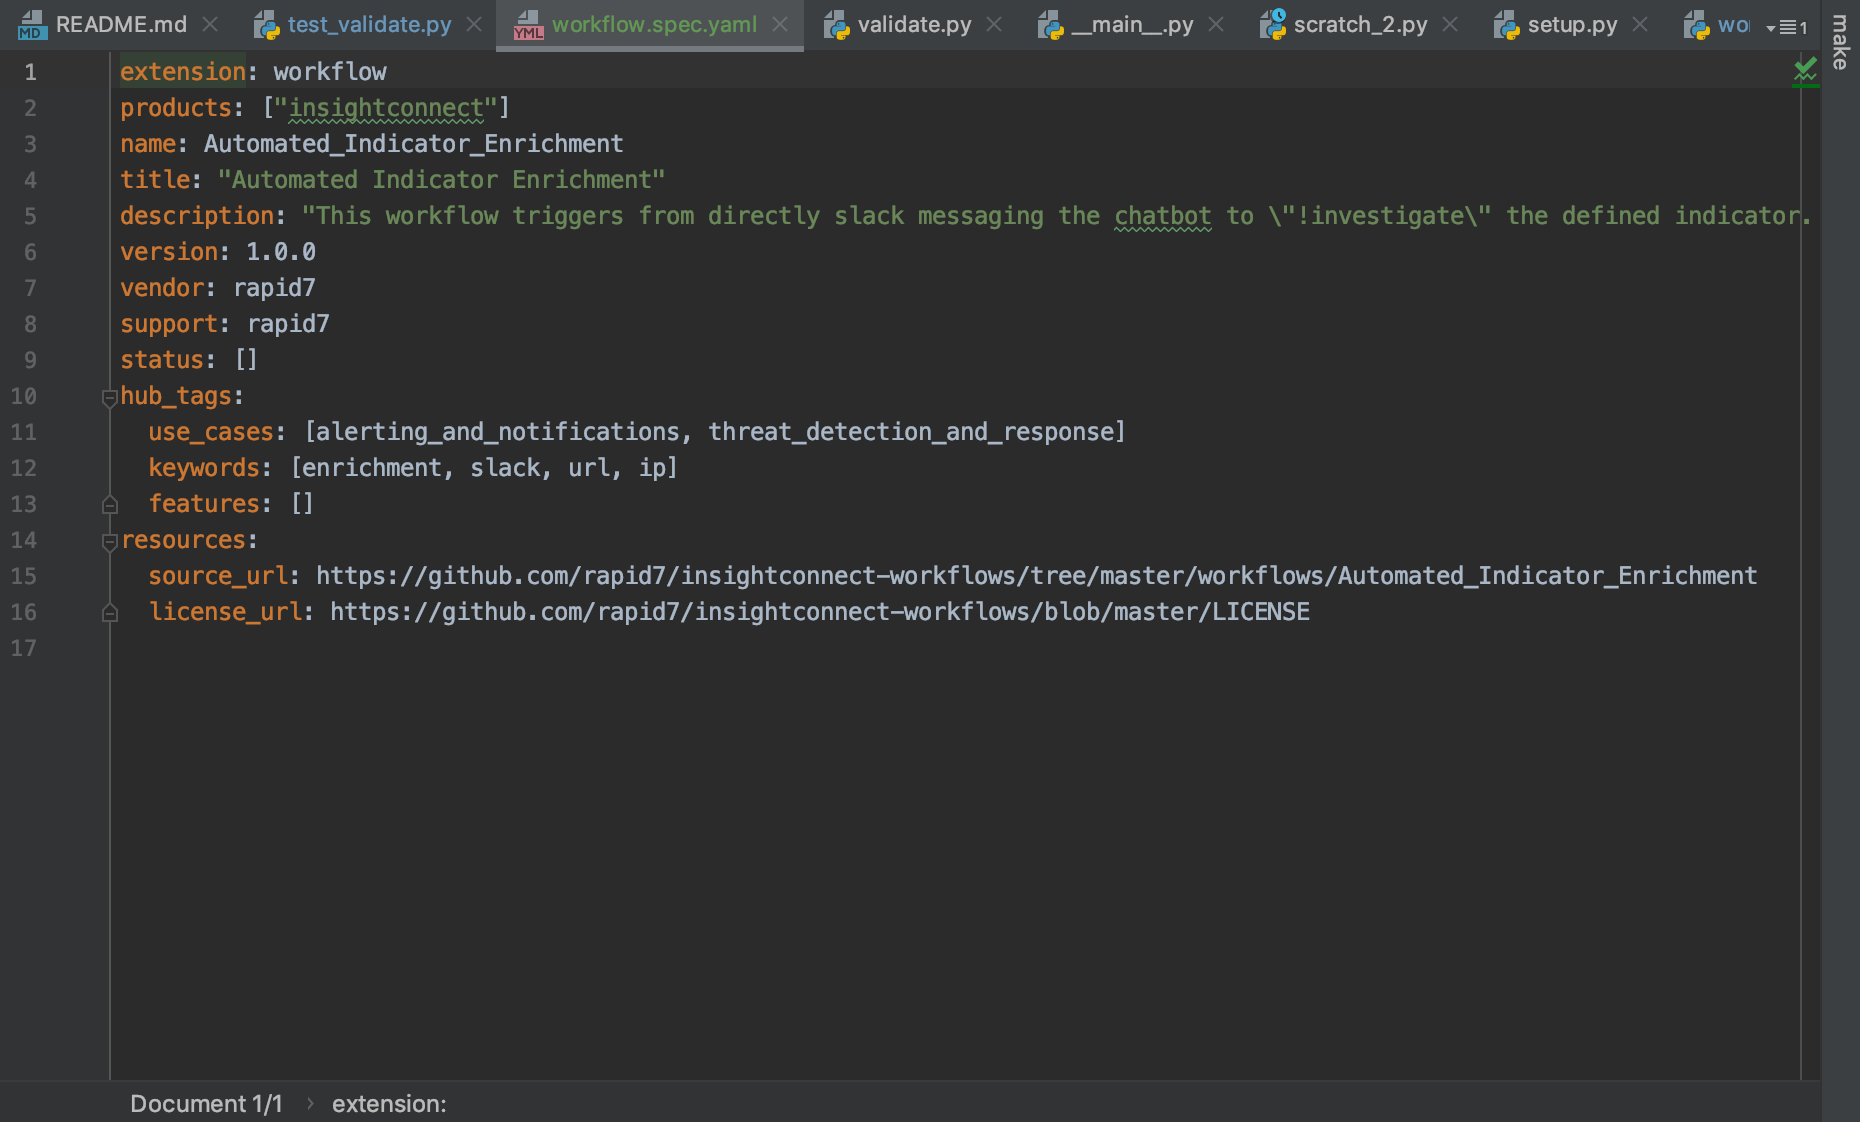 README.md test_validate.py workflow.spec.yaml validate.py __main__.py scratch_2.py setup.py 1
make
1 extension: workflow
2 products: ["insightconnect"]
3 name: Automated_Indicator_Enrichment
4 title: "Automated Indicator Enrichment"
5 description: "This workflow triggers from directly slack messaging the chatbot to \"!investigate\" the defined indicator.
6 version: 1.0.0
7 vendor: rapid7
8 support: rapid7
9 status: []
10 hub_tags:
11   use_cases: [alerting_and_notifications, threat_detection_and_response]
12   keywords: [enrichment, slack, url, ip]
13   features: []
14 resources:
15   source_url: https://github.com/rapid7/insightconnect-workflows/tree/master/workflows/Automated_Indicator_Enrichment
16   license_url: https://github.com/rapid7/insightconnect-workflows/blob/master/LICENSE
17
Document 1/1 › extension: